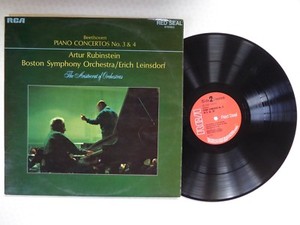 RCA
RED SEAL
Beethoven
PIANO CONCERTOS No. 3 & 4
Artur Rubinstein
Boston Symphony Orchestra/Erich Leinsdorf
The Aristocrat of Orchestras
2